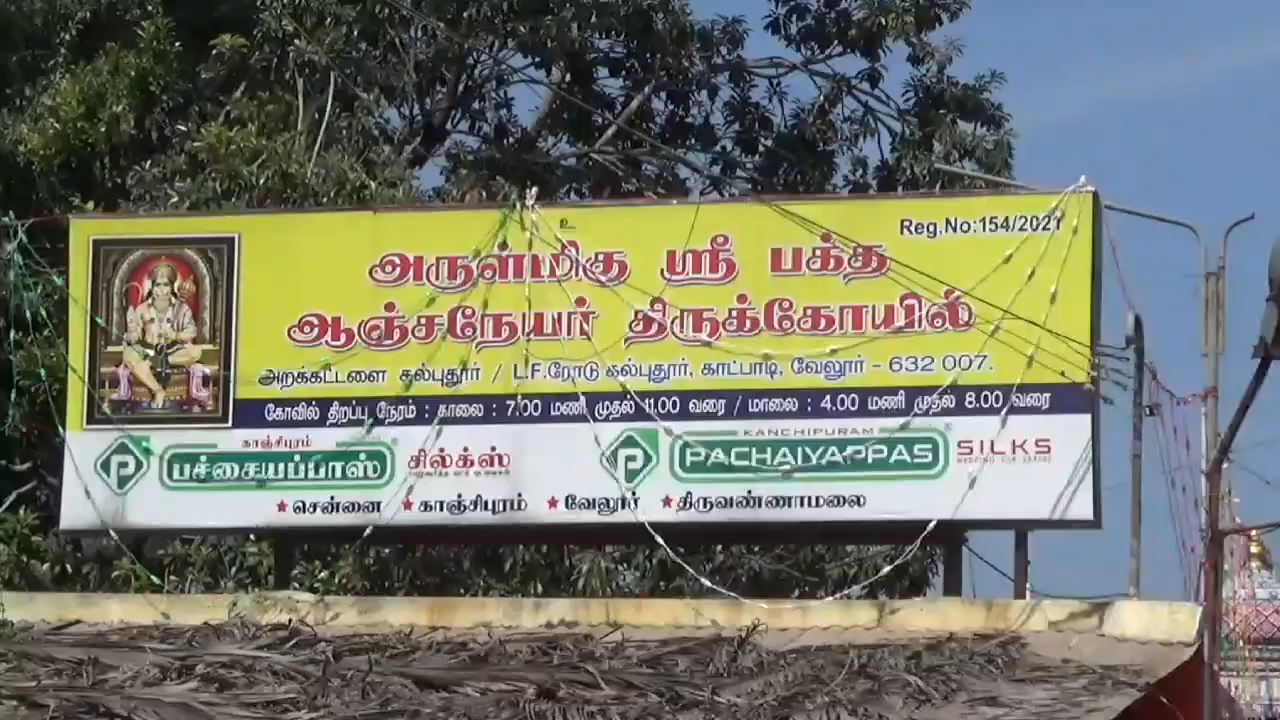 உ
Reg.No:154/2021
அருள்மிகு ஸ்ரீ பக்த
ஆஞ்சநேயர் திருக்கோயில்
அறக்கட்டளை கல்புதூர் / L.F.ரோடு கல்புதூர், காட்பாடி, வேலூர் - 632 007.
கோவில் திறப்பு நேரம் : காலை : 7.00 மணி முதல் 11.00 வரை / மாலை : 4.00 மணி முதல் 8.00 வரை
காஞ்சிபுரம்
பச்சையப்பாஸ் சில்க்ஸ்
KANCHIPURAM
PACHAIYAPPAS SILKS
★ சென்னை ★ காஞ்சிபுரம் ★ வேலூர் ★ திருவண்ணாமலை